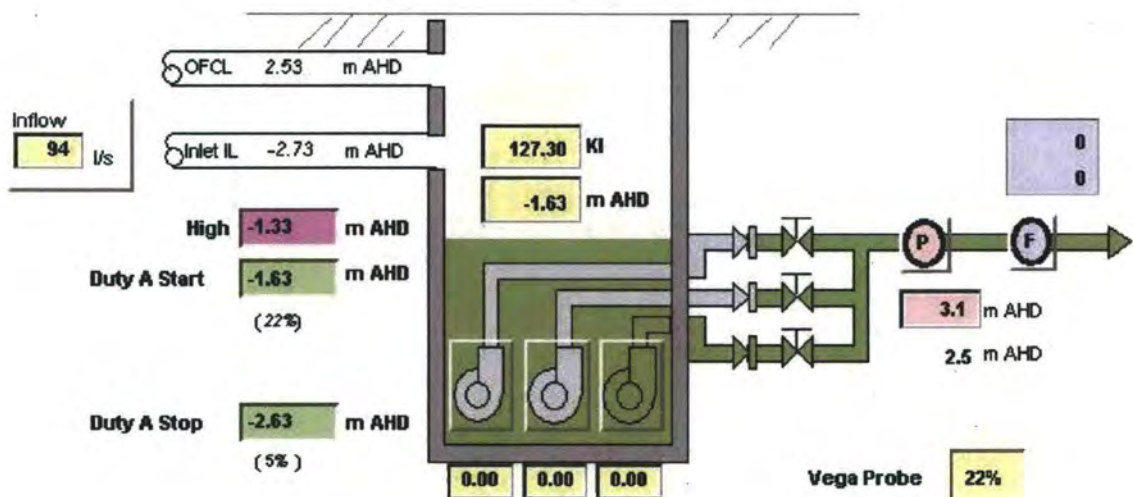 OFCL 2.53 m AHD
Inflow
94 l/s
Inlet IL -2.73 m AHD
127.30 Kl
-1.63 m AHD
0
0
High -1.33 m AHD
Duty A Start -1.63 m AHD
(22%)
P
F
3.1 m AHD
2.5 m AHD
Duty A Stop -2.63 m AHD
(5%)
0.00 0.00 0.00
Vega Probe 22%